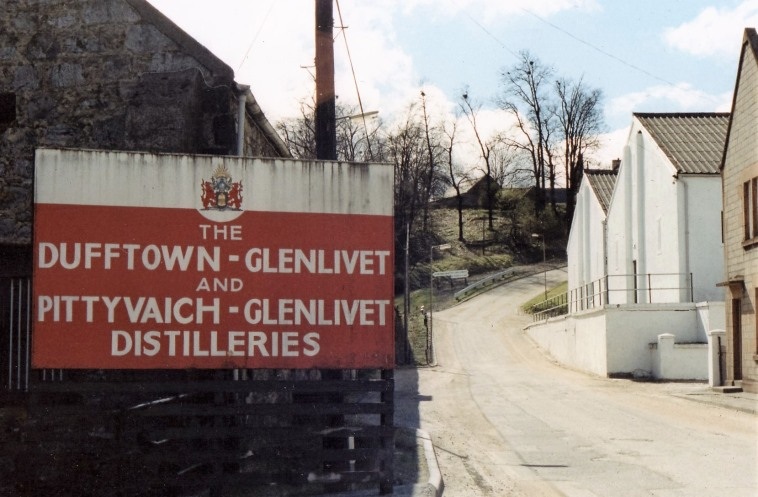 THE
DUFFTOWN-GLENLIVET
AND
PITTYVAICH-GLENLIVET
DISTILLERIES